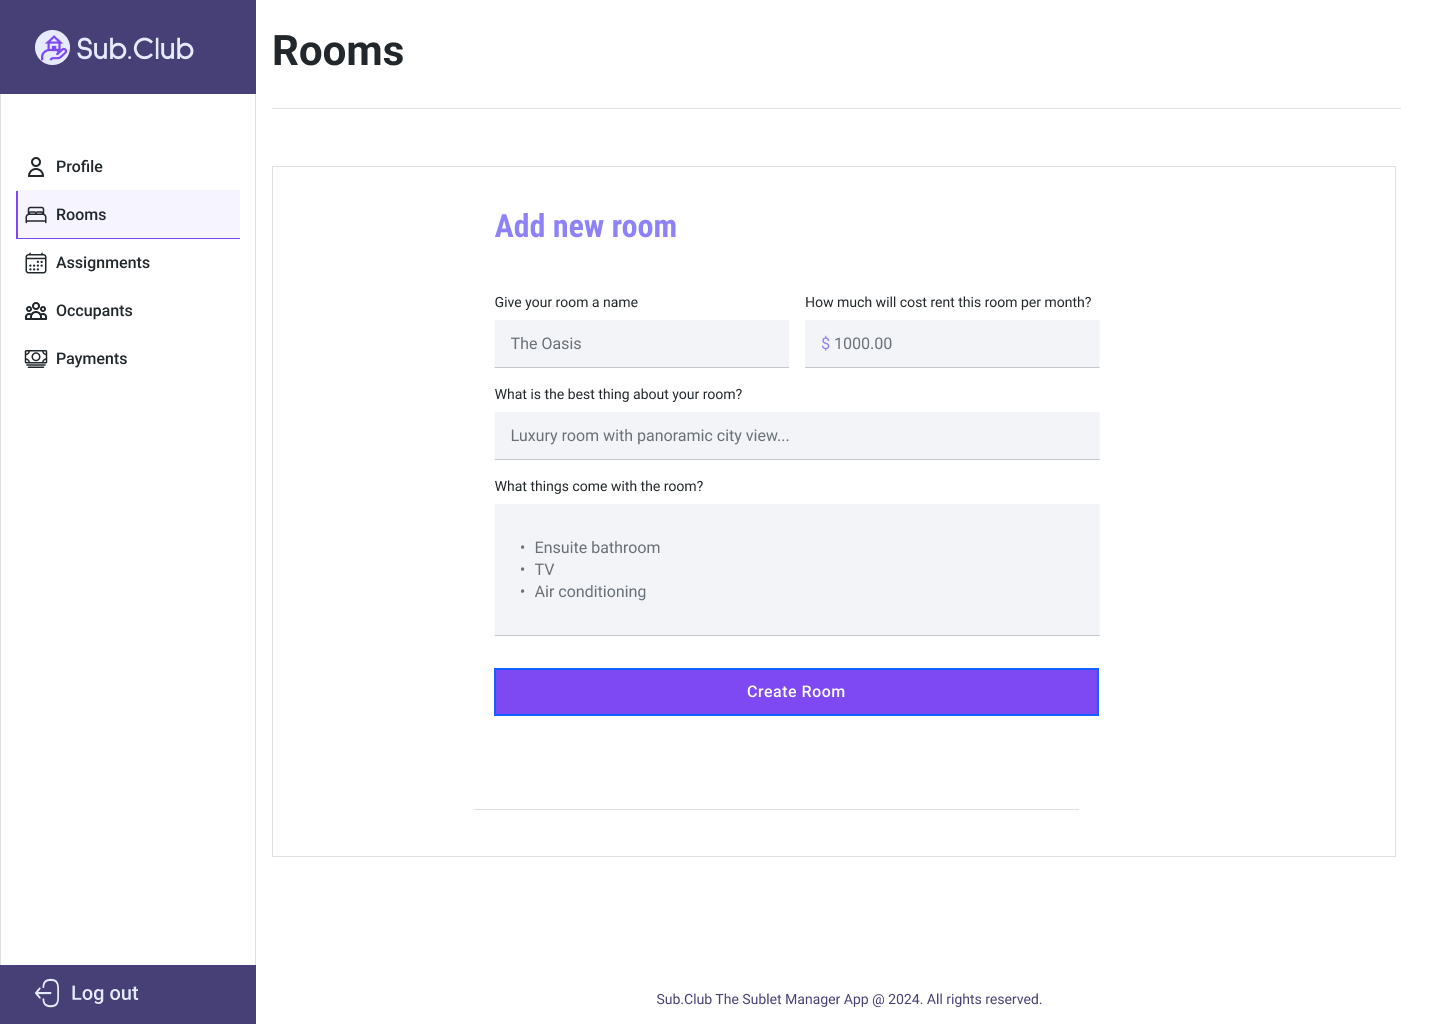 Sub.Club
Rooms
Profile
Rooms
Assignments
Occupants
Payments
Add new room
Give your room a name
How much will cost rent this room per month?
The Oasis
$ 1000.00
What is the best thing about your room?
Luxury room with panoramic city view...
What things come with the room?
• Ensuite bathroom
• TV
• Air conditioning
Create Room
Log out
Sub.Club The Sublet Manager App @ 2024. All rights reserved.